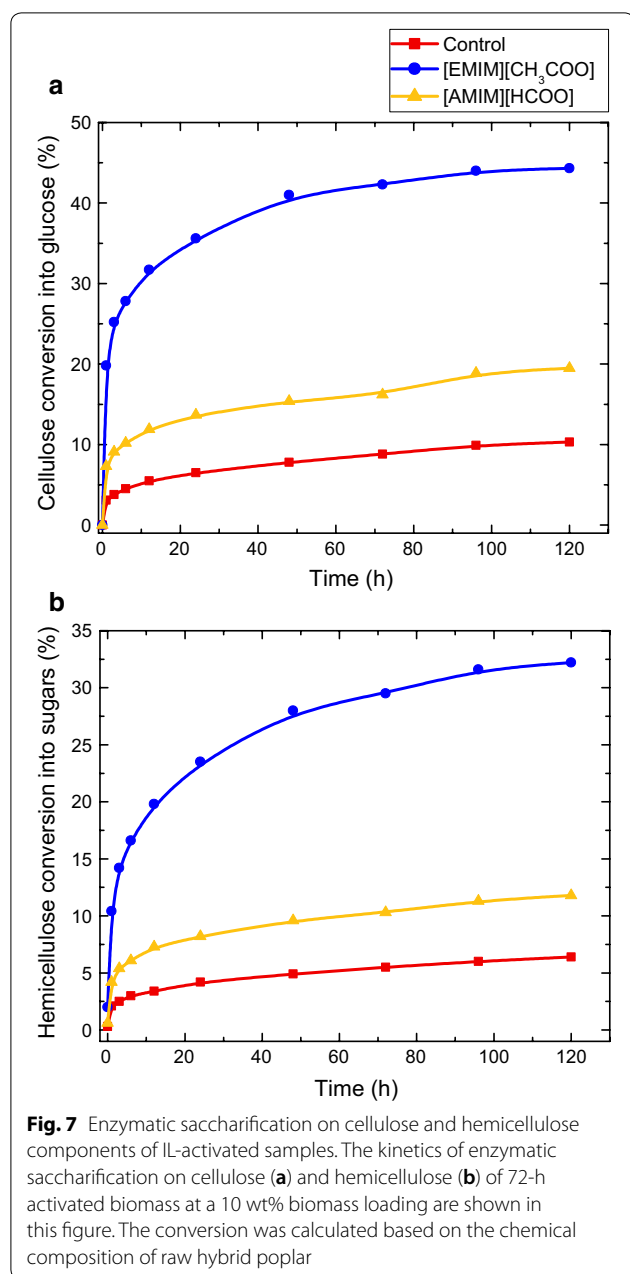 Control
[EMIM][CH₃COO]
[AMIM][HCOO]
a
Cellulose conversion into glucose (%)
50
40
30
20
10
0
0 20 40 60 80 100 120
Time (h)
b
Hemicellulose conversion into sugars (%)
35
30
25
20
15
10
5
0
0 20 40 60 80 100 120
Time (h)
Fig. 7 Enzymatic saccharification on cellulose and hemicellulose
components of IL-activated samples. The kinetics of enzymatic
saccharification on cellulose (a) and hemicellulose (b) of 72-h
activated biomass at a 10 wt% biomass loading are shown in
this figure. The conversion was calculated based on the chemical
composition of raw hybrid poplar